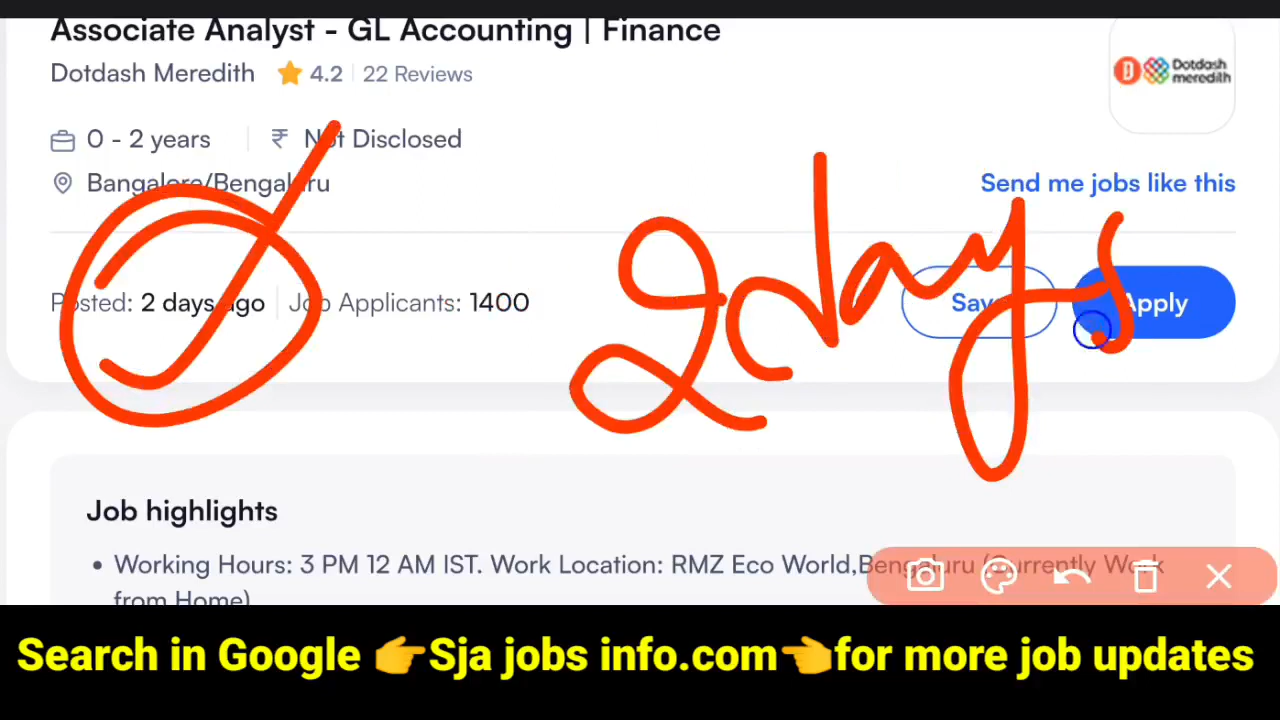 Associate Analyst - GL Accounting | Finance
Dotdash Meredith 4.2 22 Reviews
Dotdash
meredith
0 - 2 years ₹ Not Disclosed
Bangalore/Bengaluru Send me jobs like this
Posted: 2 days ago Job Applicants: 1400 Save Apply
2 days
Job highlights
• Working Hours: 3 PM 12 AM IST. Work Location: RMZ Eco World,Bengaluru (Currently Work
from Home)
Search in Google 👉Sja jobs info.com👈for more job updates